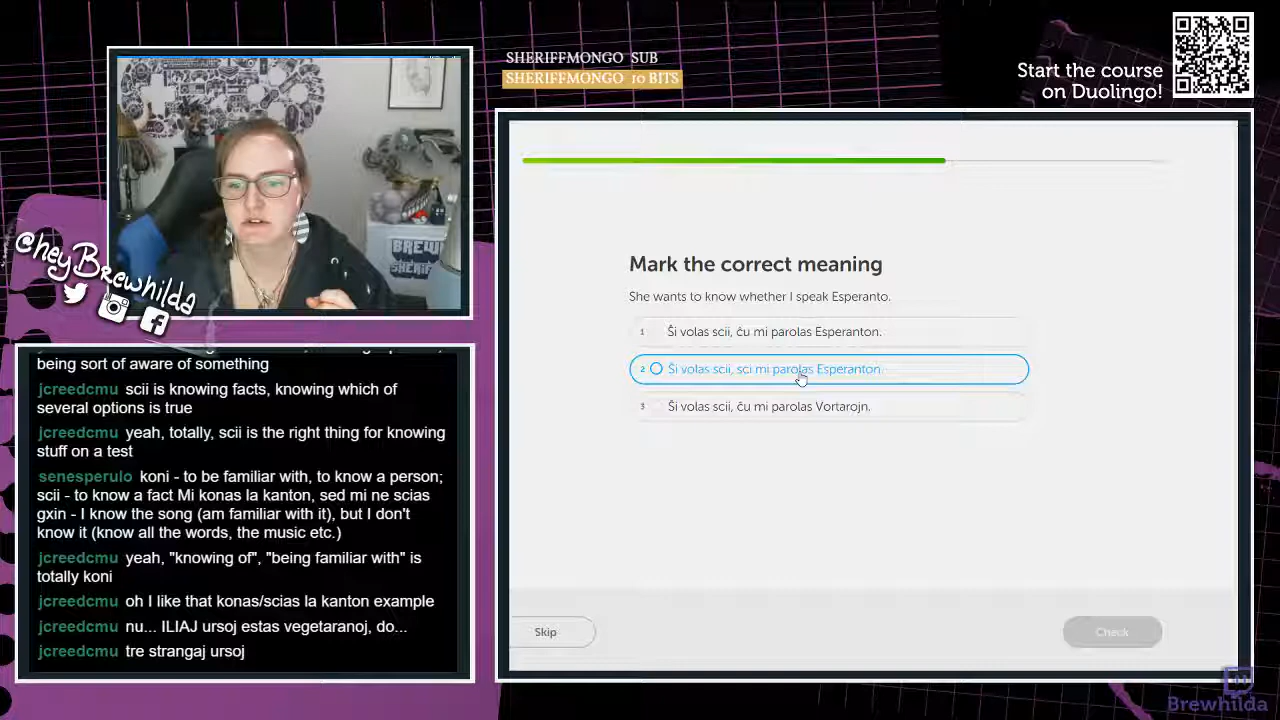 SHERIFFMONGO SUB
SHERIFFMONGO 10 BITS
Start the course
on Duolingo!
@heyBrewhilda
BREW
SHERIF
being sort of aware of something
jcreedcmu scii is knowing facts, knowing which of
several options is true
jcreedcmu yeah, totally, scii is the right thing for knowing
stuff on a test
senesperulo koni - to be familiar with, to know a person;
scii - to know a fact Mi konas la kanton, sed mi ne scias
gxin - I know the song (am familiar with it), but I don't
know it (know all the words, the music etc.)
jcreedcmu yeah, "knowing of", "being familiar with" is
totally koni
jcreedcmu oh I like that konas/scias la kanton example
jcreedcmu nu... ILIAJ ursoj estas vegetaranoj, do...
jcreedcmu tre strangaj ursoj
Mark the correct meaning
She wants to know whether I speak Esperanto.
1 Ŝi volas scii, ĉu mi parolas Esperanton.
2 Ŝi volas scii, sci mi parolas Esperanton.
3 Ŝi volas scii, ĉu mi parolas Vortarojn.
Skip
Check
Brewhilda